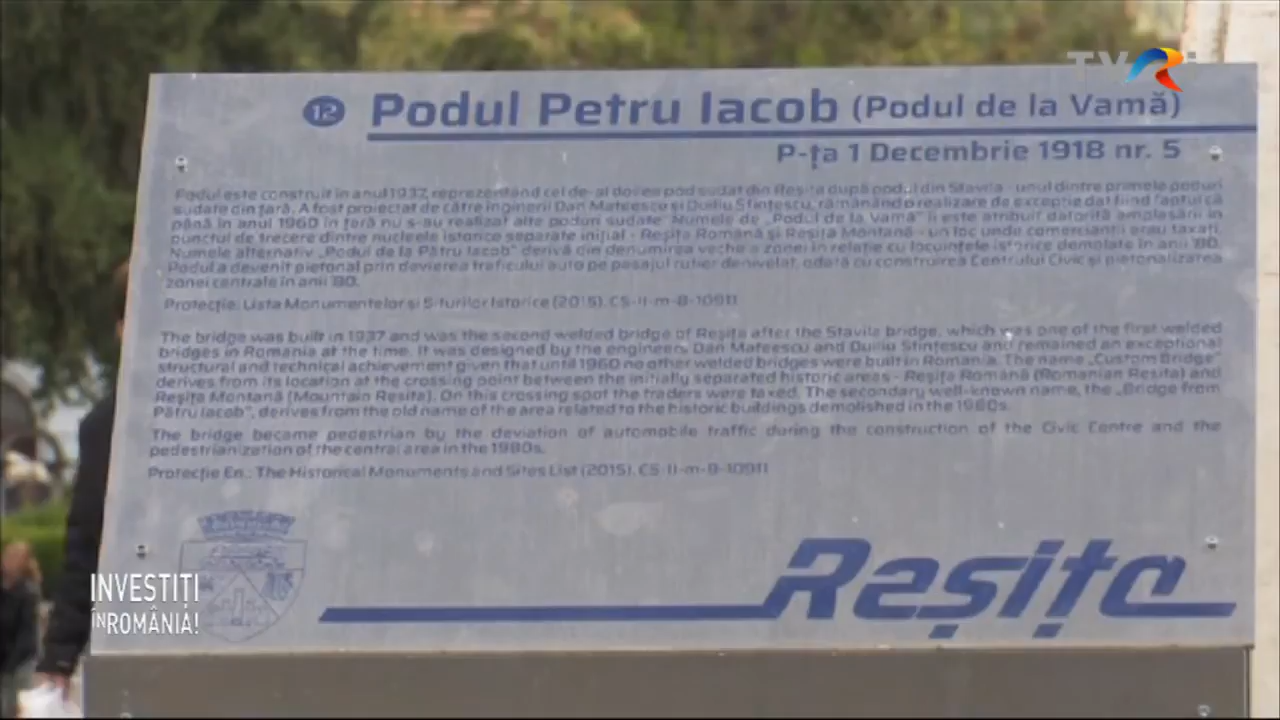 TVRi
12 Podul Petru Iacob (Podul de la Vamă)
P-ța 1 Decembrie 1918 nr. 5
Podul este construit în anul 1937, reprezentând cel de-al doilea pod sudat din Reșița după podul din Stavila - unul dintre primele poduri
sudate din țară. A fost proiectat de către inginerii Dan Mateescu și Duiliu Sfințescu, rămânând o realizare de excepție dat fiind faptul că
până în anul 1960 în țară nu s-au realizat alte poduri sudate. Numele de „Podul de la Vamă” îi este atribuit datorită amplasării în
punctul de trecere dintre nucleele istorice separate inițial - Reșița Română și Reșița Montană - un loc unde comercianții erau taxați.
Numele alternativ „Podul de la Pătru Iacob” derivă din denumirea veche a zonei în relație cu locuințele istorice demolate în anii '80.
Podul a devenit pietonal prin devierea traficului auto pe pasajul rutier denivelat, odată cu construirea Centrului Civic și pietonalizarea
zonei centrale în anii '80.
Protecție: Lista Monumentelor și Siturilor Istorice (2015). CS-II-m-B-10911
The bridge was built in 1937 and was the second welded bridge of Reșița after the Stavila bridge, which was one of the first welded
bridges in Romania at the time. It was designed by the engineers Dan Mateescu and Duiliu Sfințescu and remained an exceptional
structural and technical achievement given that until 1960 no other welded bridges were built in Romania. The name „Custom Bridge”
derives from its location at the crossing point between the initially separated historic areas - Reșița Română (Romanian Resita) and
Reșița Montană (Mountain Resita). On this crossing spot the traders were taxed. The secondary well-known name, the „Bridge from
Pătru Iacob”, derives from the old name of the area related to the historic buildings demolished in the 1980s.
The bridge became pedestrian by the deviation of automobile traffic during the construction of the Civic Centre and the
pedestrianization of the central area in the 1980s.
Protecție En.: The Historical Monuments and Sites List (2015). CS-II-m-B-10911
Reșița
INVESTIȚI
ÎN ROMÂNIA!